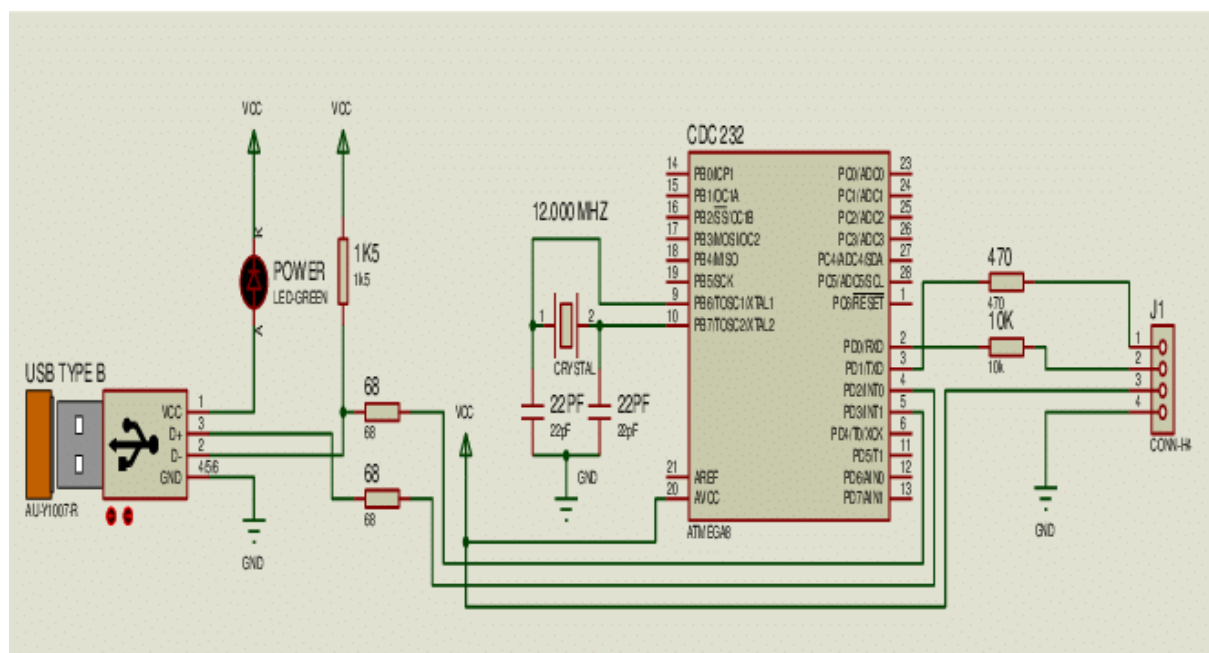 VCC
VCC
K
POWER
LED-GREEN
A
1K5
1k5
USB TYPE B
VCC
1
D+
3
D-
2
GND
4/5/6
AU-Y1007-R
GND
68
68
68
68
VCC
12.000 MHZ
1
2
CRYSTAL
22PF
22pF
22PF
22pF
GND
CDC 232
14
PB0/ICP1
15
PB1/OC1A
16
PB2/SS/OC1B
17
PB3/MOSI/OC2
18
PB4/MISO
19
PB5/SCK
9
PB6/TOSC1/XTAL1
10
PB7/TOSC2/XTAL2
21
AREF
20
AVCC
PC0/ADC0
23
PC1/ADC1
24
PC2/ADC2
25
PC3/ADC3
26
PC4/ADC4/SDA
27
PC5/ADC5/SCL
28
PC6/RESET
1
PD0/RXD
2
PD1/TXD
3
PD2/INT0
4
PD3/INT1
5
PD4/T0/XCK
6
PD5/T1
11
PD6/AIN0
12
PD7/AIN1
13
ATMEGA8
470
470
10K
10k
J1
1
2
3
4
CONN-H4
GND